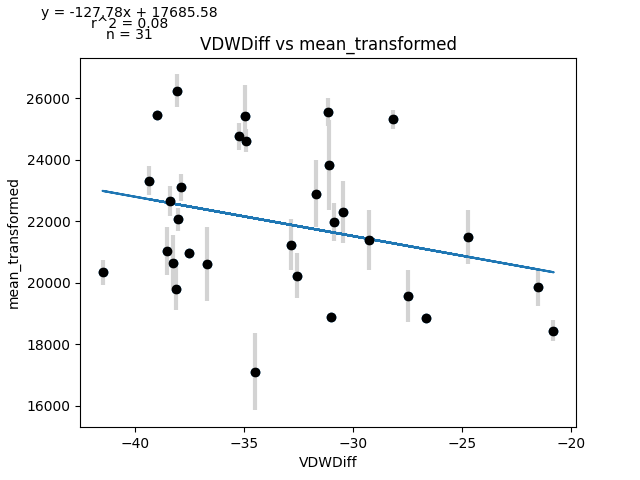 y = -127.78x + 17685.58
r^2 = 0.08
n = 31
VDWDiff vs mean_transformed
26000
24000
22000
20000
18000
16000
mean_transformed
−40
−35
−30
−25
−20
VDWDiff